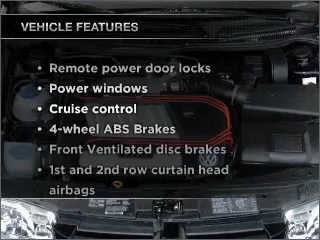 VEHICLE FEATURES
• Remote power door locks
• Power windows
• Cruise control
• 4-wheel ABS Brakes
• Front Ventilated disc brakes
• 1st and 2nd row curtain head
airbags